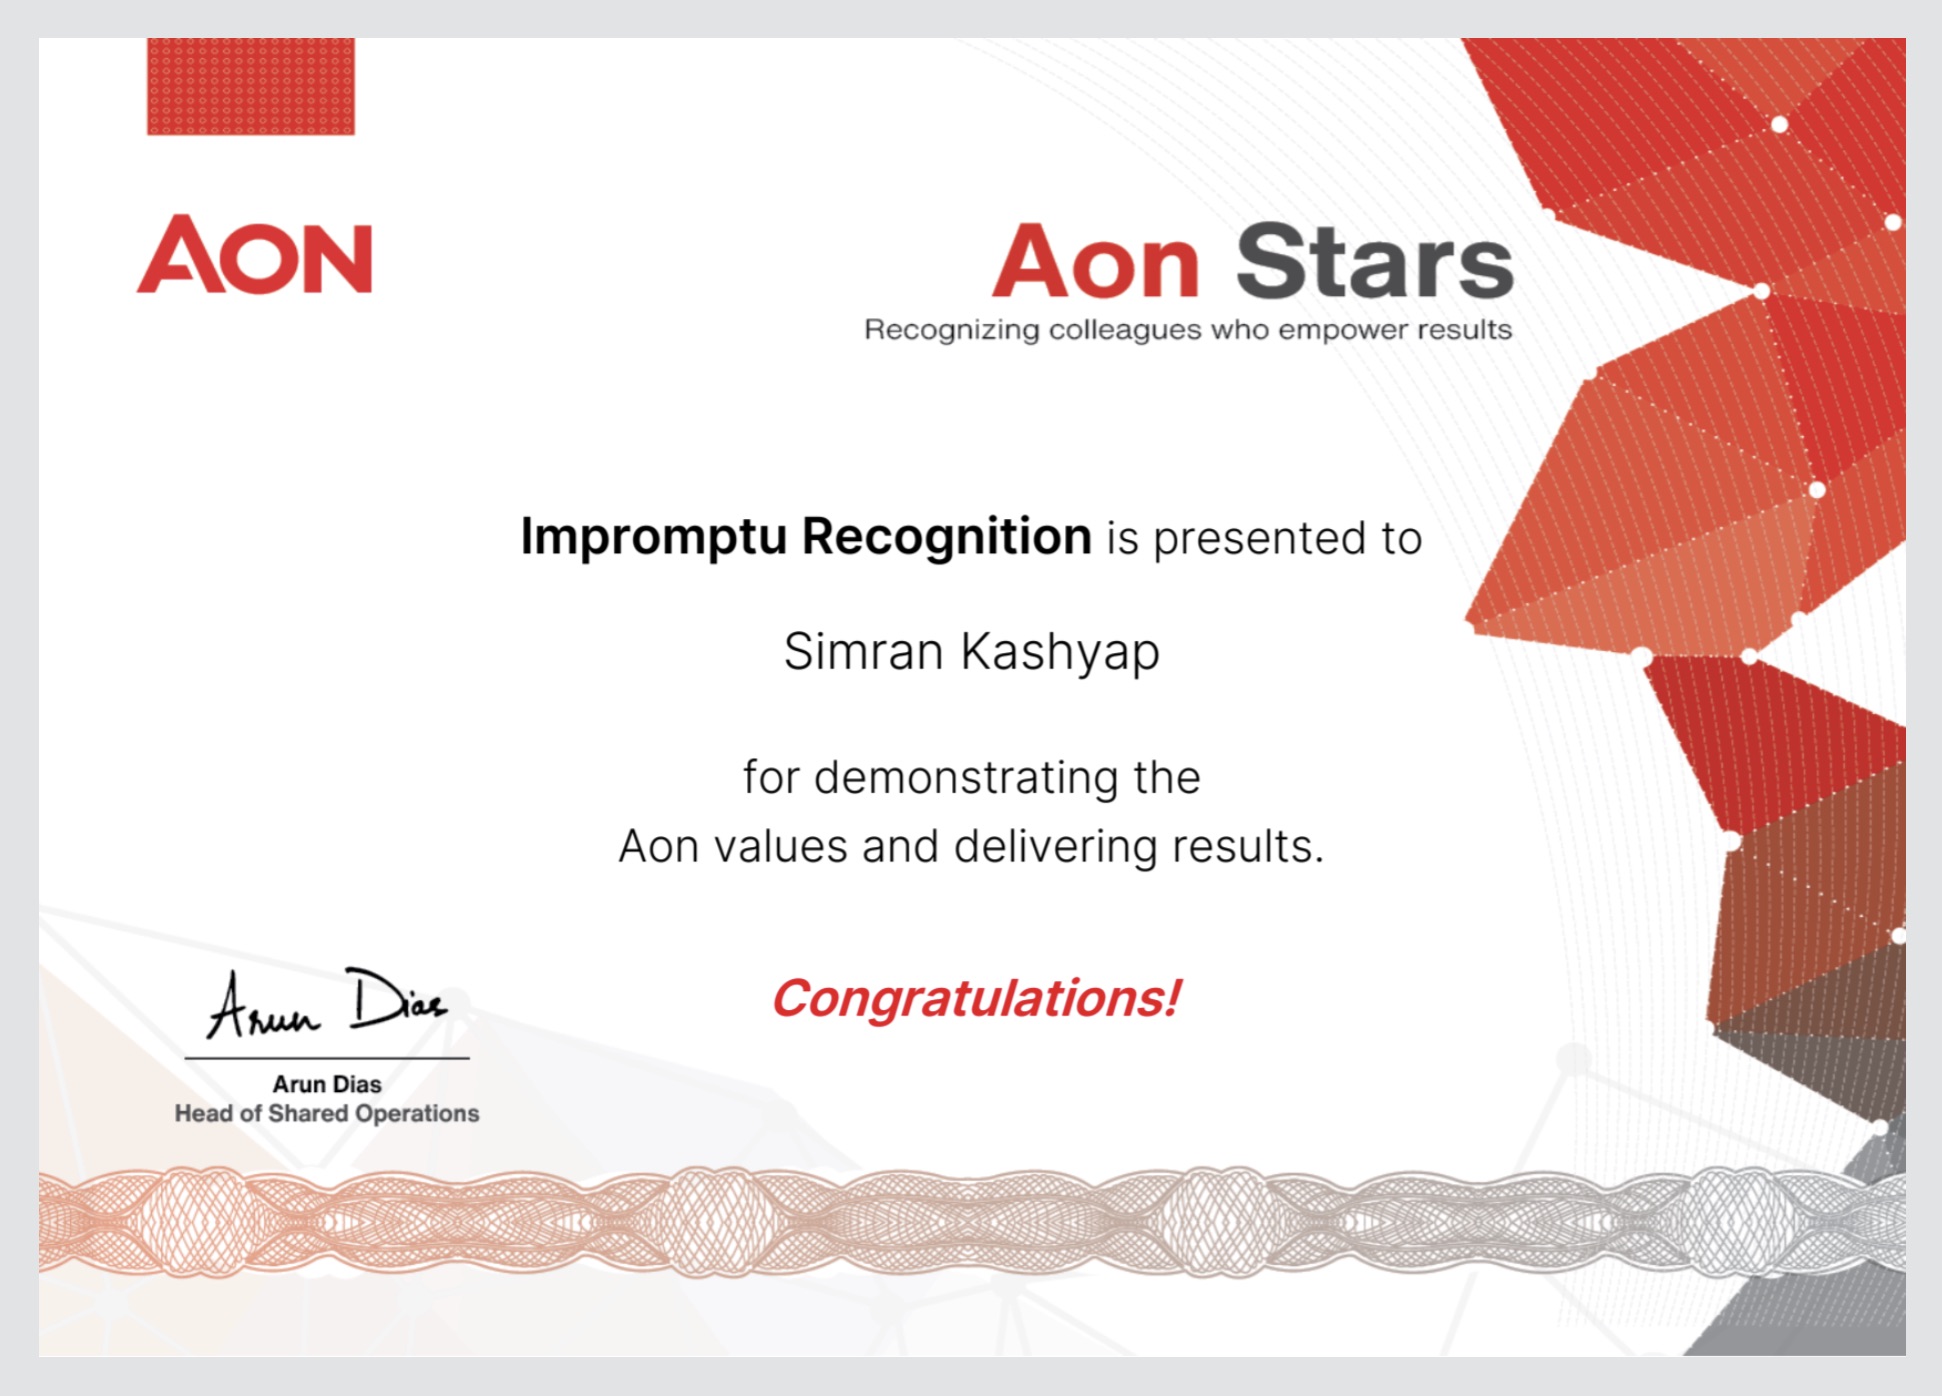 AON
Aon Stars
Recognizing colleagues who empower results
Impromptu Recognition is presented to
Simran Kashyap
for demonstrating the
Aon values and delivering results.
Congratulations!
Arun Dias
Arun Dias
Head of Shared Operations